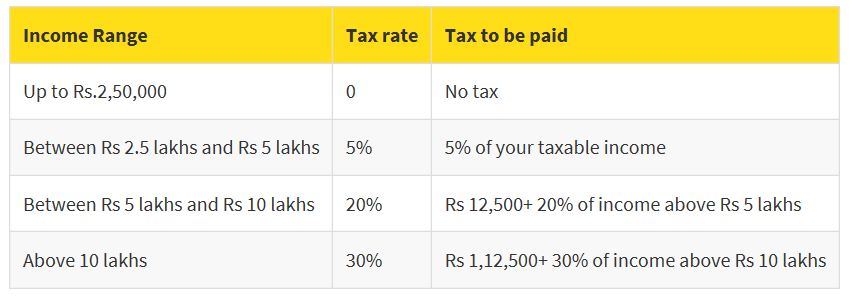 Income Range Tax rate Tax to be paid
Up to Rs.2,50,000 0 No tax
Between Rs 2.5 lakhs and Rs 5 lakhs 5% 5% of your taxable income
Between Rs 5 lakhs and Rs 10 lakhs 20% Rs 12,500+ 20% of income above Rs 5 lakhs
Above 10 lakhs 30% Rs 1,12,500+ 30% of income above Rs 10 lakhs